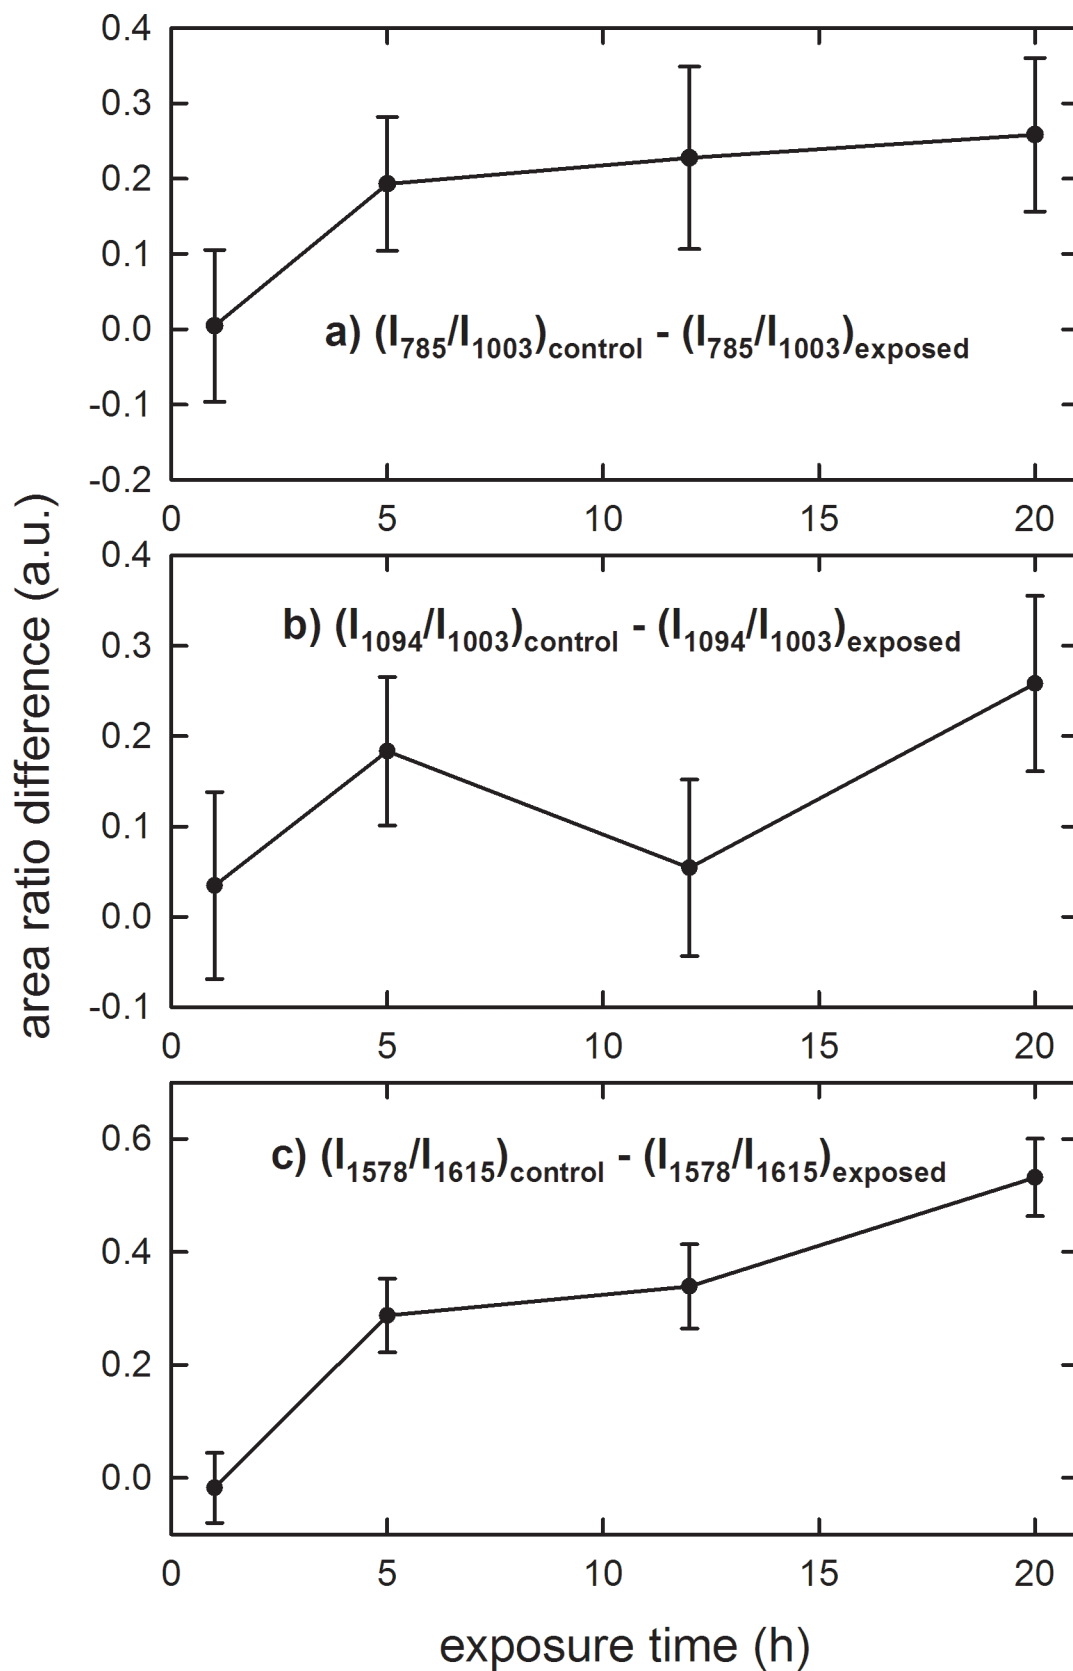 area ratio difference (a.u.)
0.4
0.3
0.2
0.1
0.0
-0.1
-0.2
a) (I785/I1003)control - (I785/I1003)exposed
0 5 10 15 20
0.4
0.3
0.2
0.1
0.0
-0.1
b) (I1094/I1003)control - (I1094/I1003)exposed
0 5 10 15 20
0.6
0.4
0.2
0.0
c) (I1578/I1615)control - (I1578/I1615)exposed
0 5 10 15 20
exposure time (h)